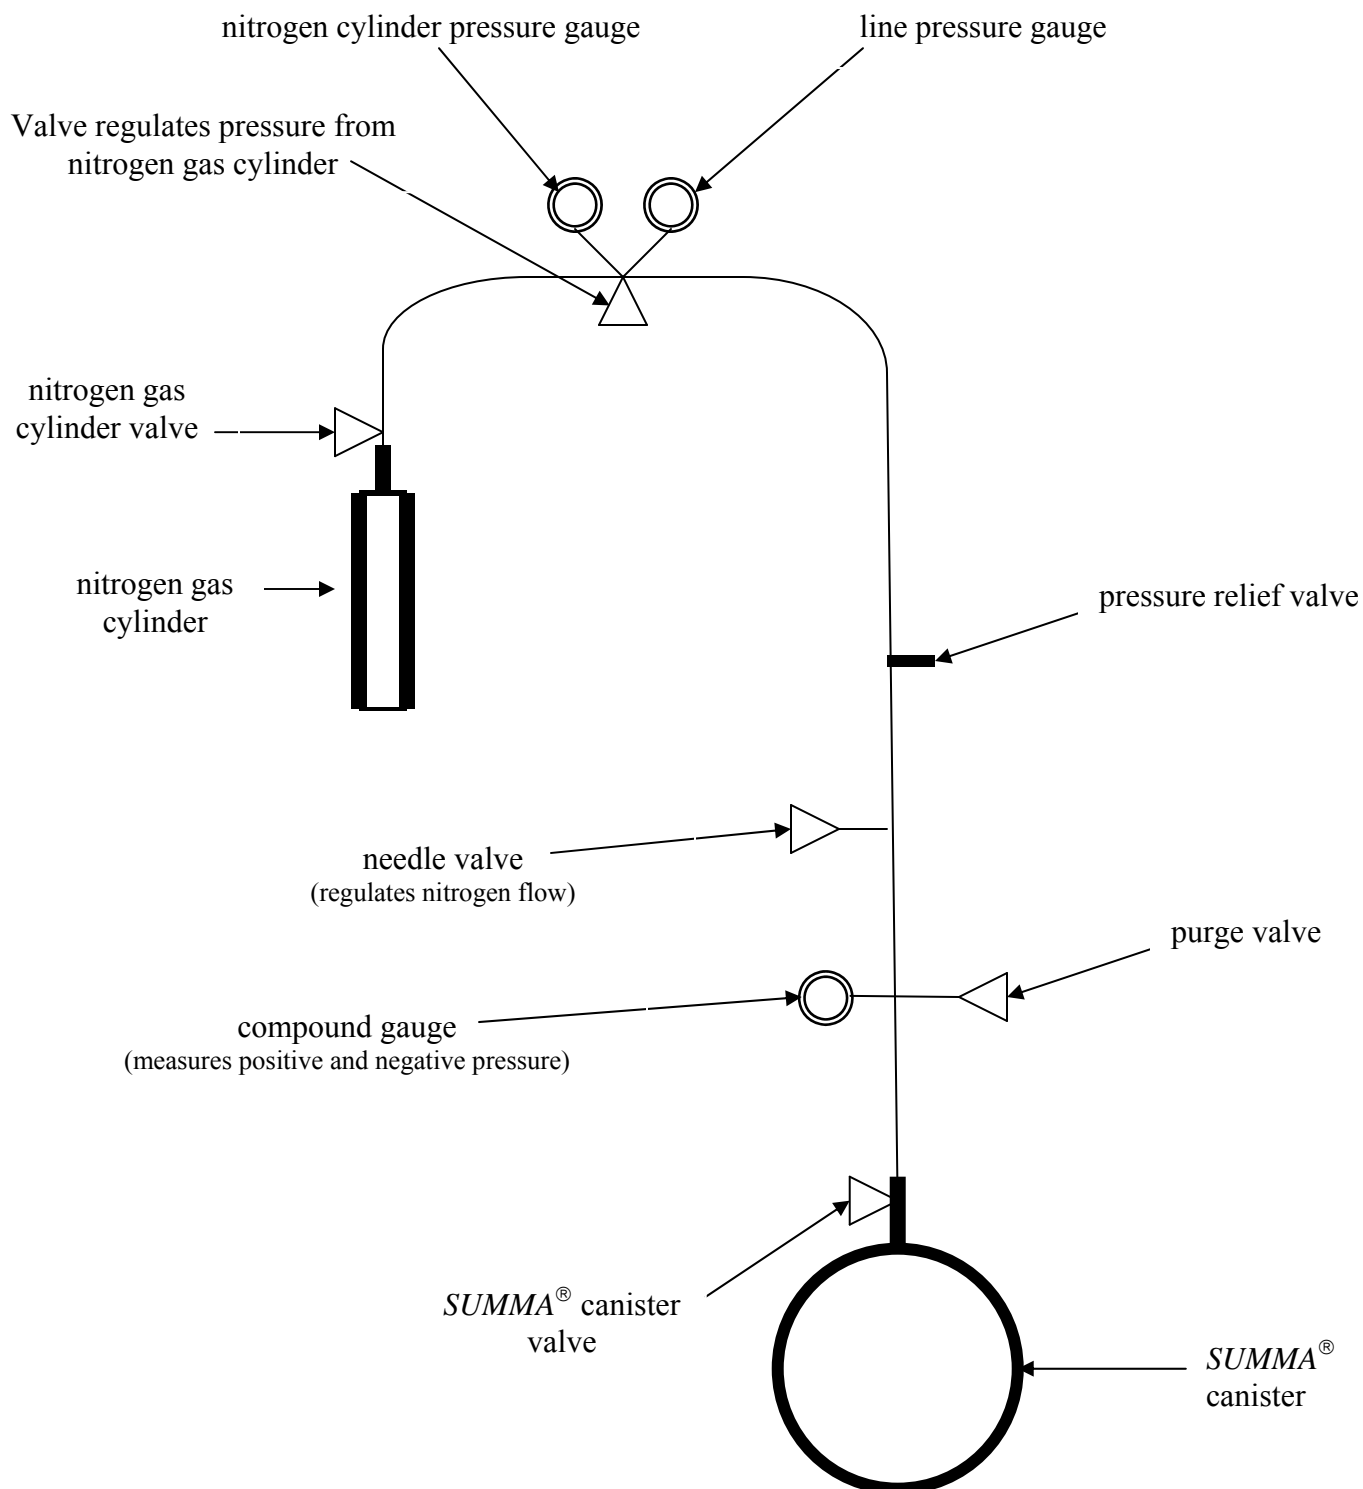 nitrogen cylinder pressure gauge
line pressure gauge
Valve regulates pressure from
nitrogen gas cylinder
nitrogen gas
cylinder valve
nitrogen gas
cylinder
pressure relief valve
needle valve
(regulates nitrogen flow)
purge valve
compound gauge
(measures positive and negative pressure)
SUMMA® canister
valve
SUMMA®
canister